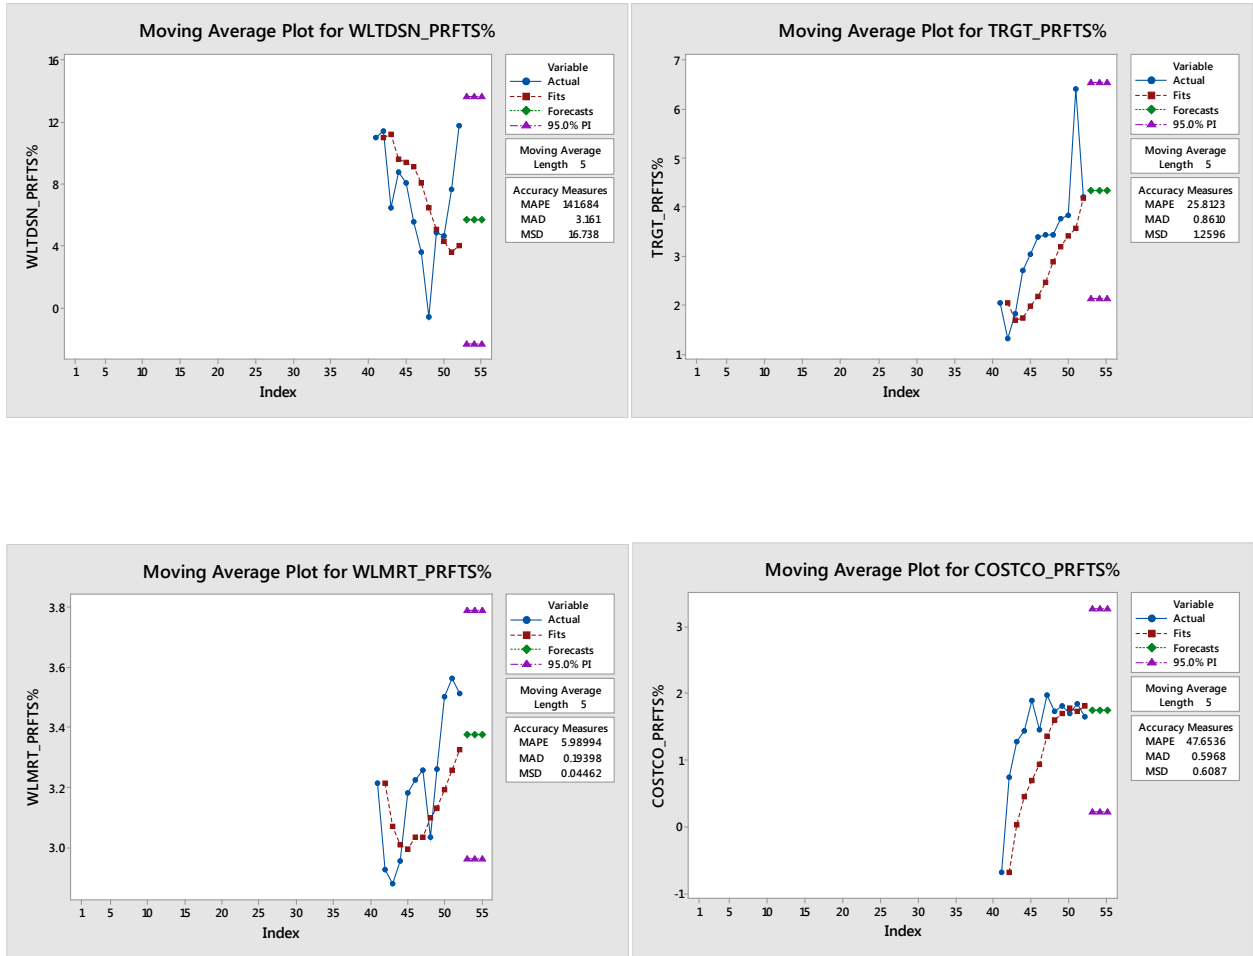 Moving Average Plot for WLTDSN_PRFTS%
WLTDSN_PRFTS%
16
12
8
4
0
1 5 10 15 20 25 30 35 40 45 50 55
Index
Variable
Actual
Fits
Forecasts
95.0% PI
Moving Average
Length 5
Accuracy Measures
MAPE 141.684
MAD 3.161
MSD 16.738
Moving Average Plot for TRGT_PRFTS%
TRGT_PRFTS%
7
6
5
4
3
2
1
1 5 10 15 20 25 30 35 40 45 50 55
Index
Variable
Actual
Fits
Forecasts
95.0% PI
Moving Average
Length 5
Accuracy Measures
MAPE 25.8123
MAD 0.8610
MSD 1.2596
Moving Average Plot for WLMRT_PRFTS%
WLMRT_PRFTS%
3.8
3.6
3.4
3.2
3.0
1 5 10 15 20 25 30 35 40 45 50 55
Index
Variable
Actual
Fits
Forecasts
95.0% PI
Moving Average
Length 5
Accuracy Measures
MAPE 5.98994
MAD 0.19398
MSD 0.04462
Moving Average Plot for COSTCO_PRFTS%
COSTCO_PRFTS%
3
2
1
0
-1
1 5 10 15 20 25 30 35 40 45 50 55
Index
Variable
Actual
Fits
Forecasts
95.0% PI
Moving Average
Length 5
Accuracy Measures
MAPE 47.6536
MAD 0.5968
MSD 0.6087